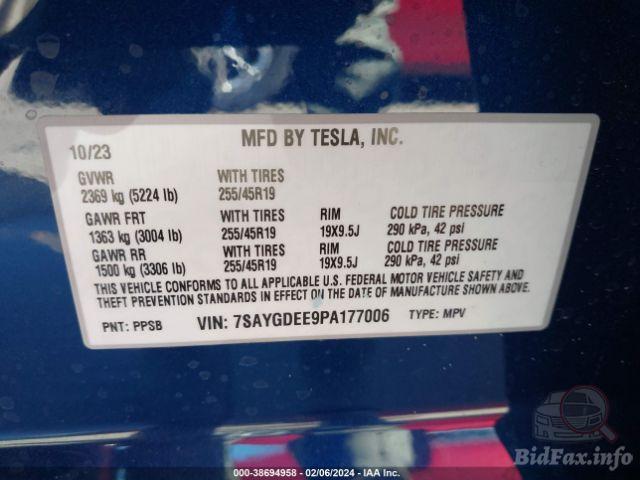 MFD BY TESLA, INC.
10/23
GVWR WITH TIRES
2369 kg (5224 lb) 255/45R19
GAWR FRT WITH TIRES RIM COLD TIRE PRESSURE
1363 kg (3004 lb) 255/45R19 19X9.5J 290 kPa, 42 psi
GAWR RR WITH TIRES RIM COLD TIRE PRESSURE
1500 kg (3306 lb) 255/45R19 19X9.5J 290 kPa, 42 psi
THIS VEHICLE CONFORMS TO ALL APPLICABLE U.S. FEDERAL MOTOR VEHICLE SAFETY AND
THEFT PREVENTION STANDARDS IN EFFECT ON THE DATE OF MANUFACTURE SHOWN ABOVE.
PNT: PPSB VIN: 7SAYGDEE9PA177006 TYPE: MPV
BidFax.info
000-38694958 - 02/06/2024 - IAA Inc.